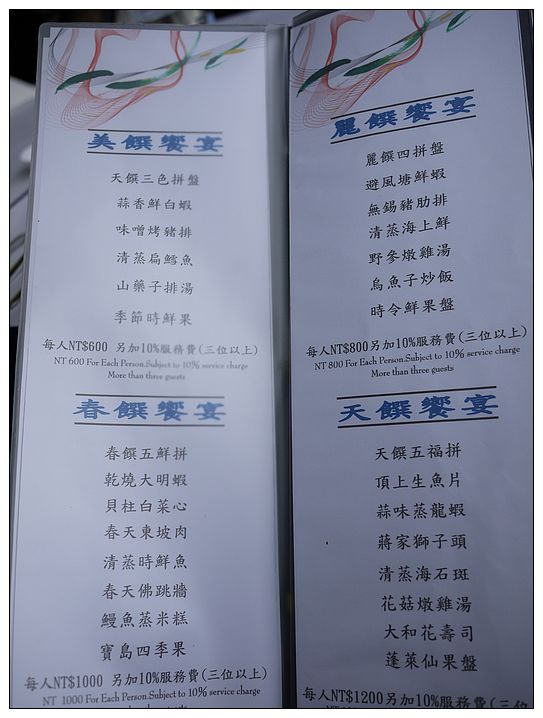 美饌饗宴
天饌三色拼盤
蒜香鮮白蝦
味噌烤豬排
清蒸扁鱈魚
山藥子排湯
季節時鮮果
每人NT$600 另加10%服務費(三位以上)
NT 600 For Each Person.Subject to 10% service charge
More than three guests
春饌饗宴
春饌五鮮拼
乾燒大明蝦
貝柱白菜心
春天東坡肉
清蒸時鮮魚
春天佛跳牆
鰻魚蒸米糕
寶島四季果
每人NT$1000 另加10%服務費(三位以上)
NT 1000 For Each Person.Subject to 10% service charge
麗饌饗宴
麗饌四拼盤
避風塘鮮蝦
無錫豬肋排
清蒸海上鮮
野參燉雞湯
烏魚子炒飯
時令鮮果盤
每人NT$800另加10%服務費(三位以上)
NT 800 For Each Person.Subject to 10% service charge
More than three guests
天饌饗宴
天饌五福拼
頂上生魚片
蒜味蒸龍蝦
蔣家獅子頭
清蒸海石斑
花菇燉雞湯
大和花壽司
蓬萊仙果盤
每人NT$1200另加10%服務費(三位以